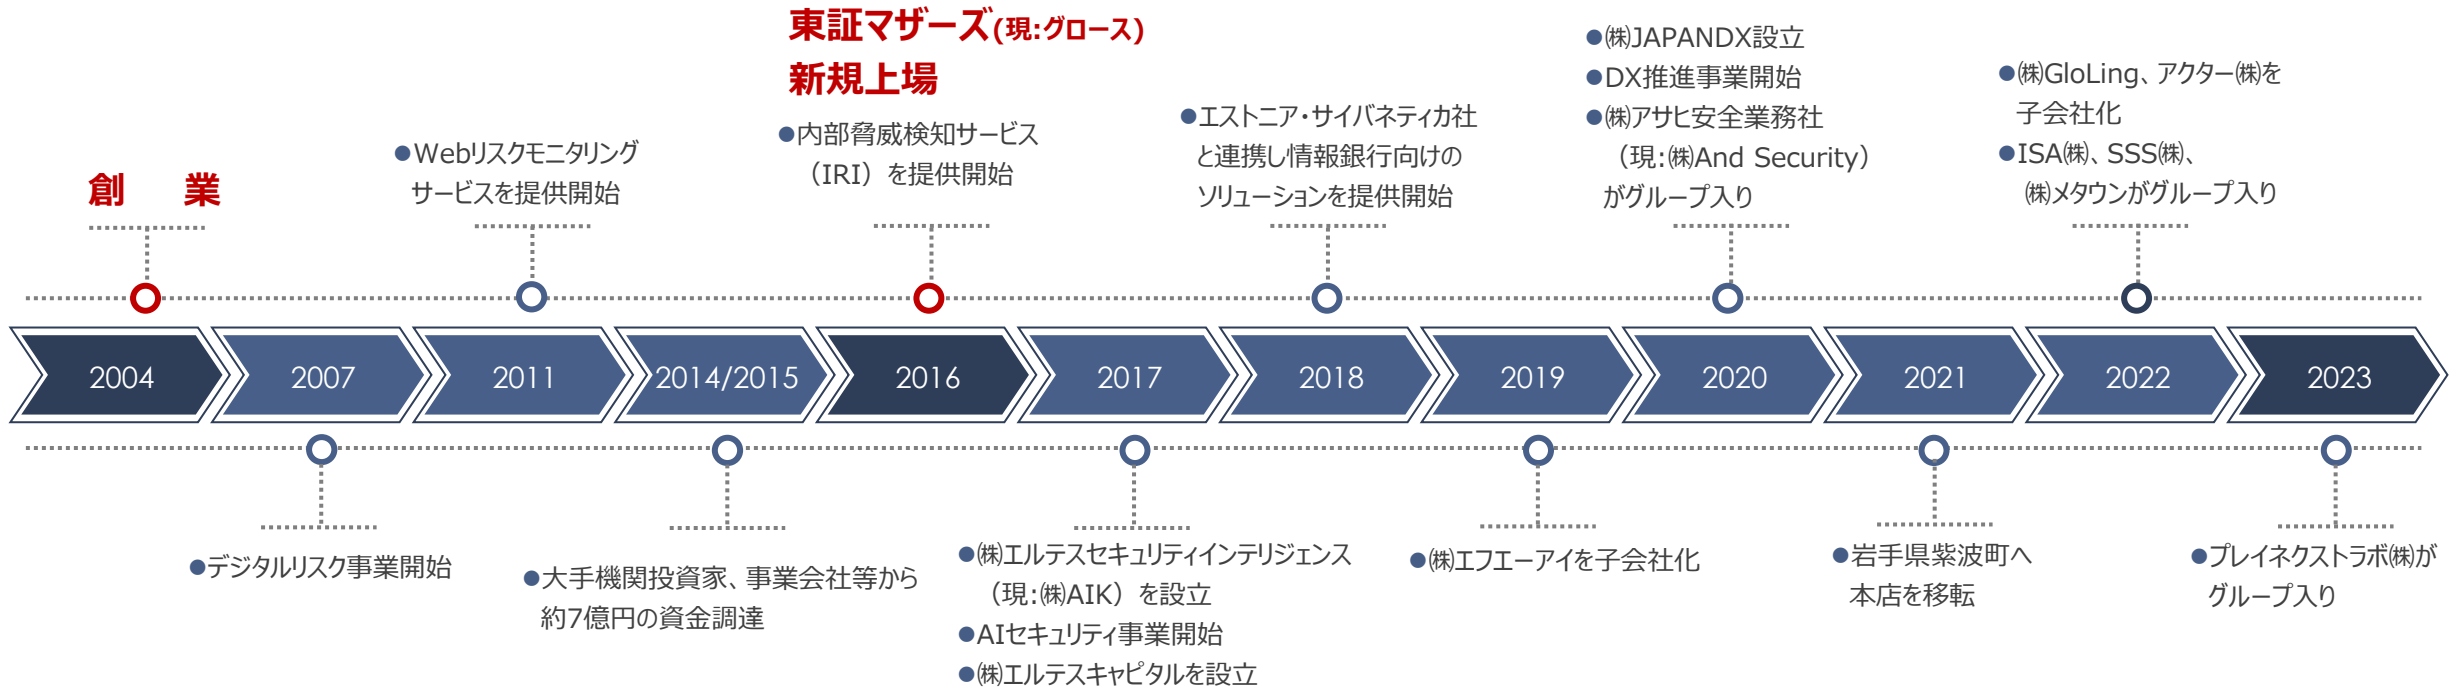 創　業
●Webリスクモニタリング
サービスを提供開始
東証マザーズ(現:グロース)
新規上場
●内部脅威検知サービス
（IRI）を提供開始
●エストニア・サイバネティカ社
と連携し情報銀行向けの
ソリューションを提供開始
●㈱JAPANDX設立
●DX推進事業開始
●㈱アサヒ安全業務社
（現:㈱And Security）
がグループ入り
●㈱GloLing、アクター㈱を
子会社化
●ISA㈱、SSS㈱、
㈱メタウンがグループ入り
2004
2007
2011
2014/2015
2016
2017
2018
2019
2020
2021
2022
2023
●デジタルリスク事業開始
●大手機関投資家、事業会社等から
約7億円の資金調達
●㈱エルテスセキュリティインテリジェンス
（現:㈱AIK）を設立
●AIセキュリティ事業開始
●㈱エルテスキャピタルを設立
●㈱エフエーアイを子会社化
●岩手県紫波町へ
本店を移転
●プレイネクストラボ㈱が
グループ入り